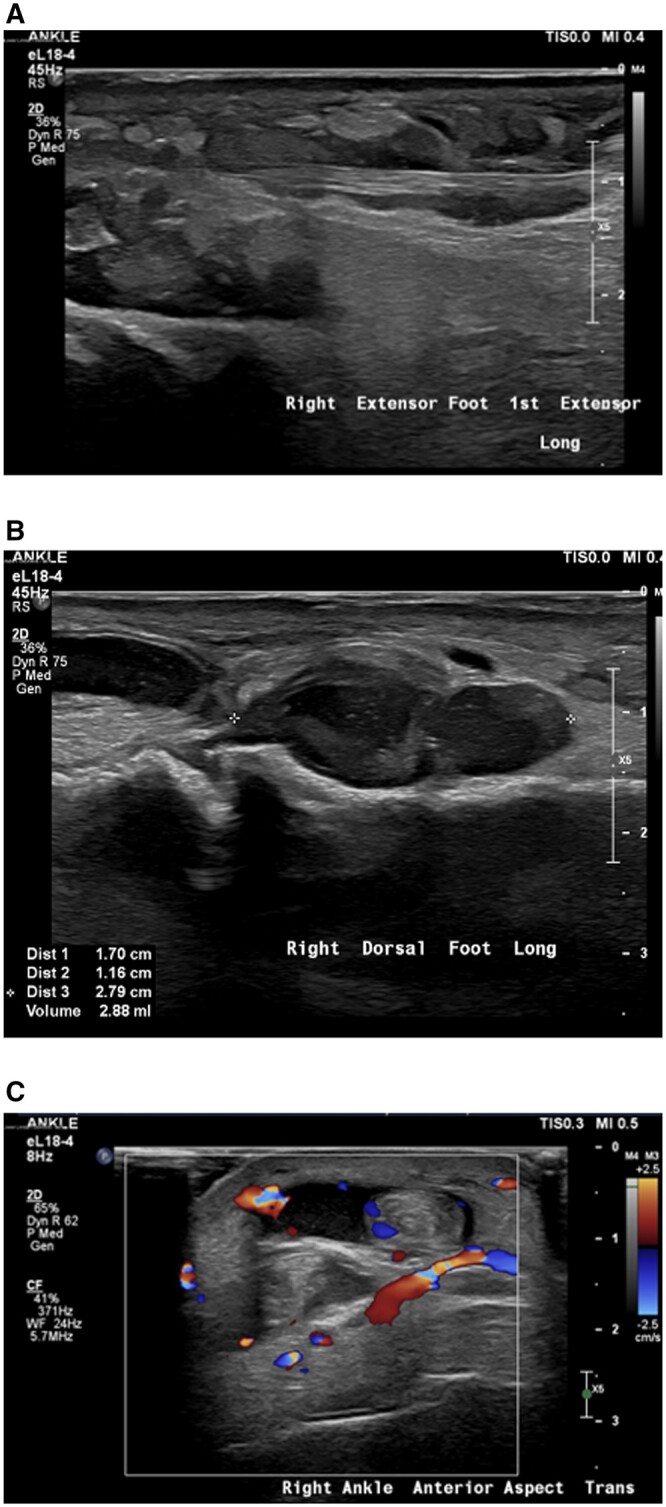 A
ANKLE
TIS0.0 MI 0.4
eL18-4
45Hz
RS
P
0
M4
2D
36%
Dyn R 75
P Med
Gen
1
X5
2
Right Extensor Foot 1st Extensor
Long
B
ANKLE
TIS0.0 MI 0.4
eL18-4
45Hz
RS
P
0
M
2D
36%
Dyn R 75
P Med
Gen
1
X5
2
Right Dorsal Foot Long
3
Dist 1 1.70 cm
Dist 2 1.16 cm
Dist 3 2.79 cm
Volume 2.88 ml
C
ANKLE
TIS0.3 MI 0.5
eL18-4
8Hz
P
0
M4 M3
+2.5
2D
65%
Dyn R 62
P Med
Gen
1
CF
41%
371Hz
WF 24Hz
5.7MHz
2
-2.5
cm/s
X5
3
Right Ankle Anterior Aspect Trans